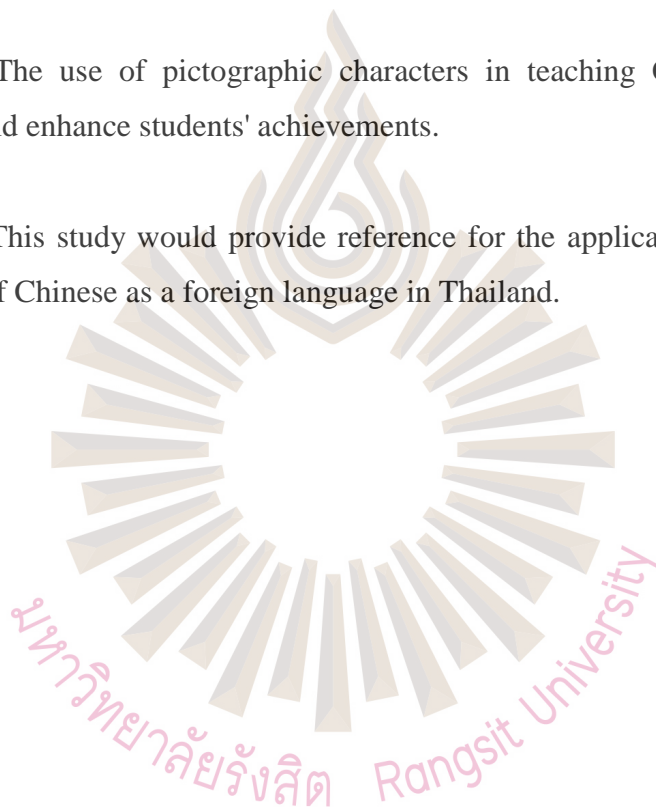 The use of pictographic characters in teaching
nd enhance students' achievements.
This study would provide reference for the applica
f Chinese as a foreign language in Thailand.
มหาวิทยาลัยรังสิต Rangsit University